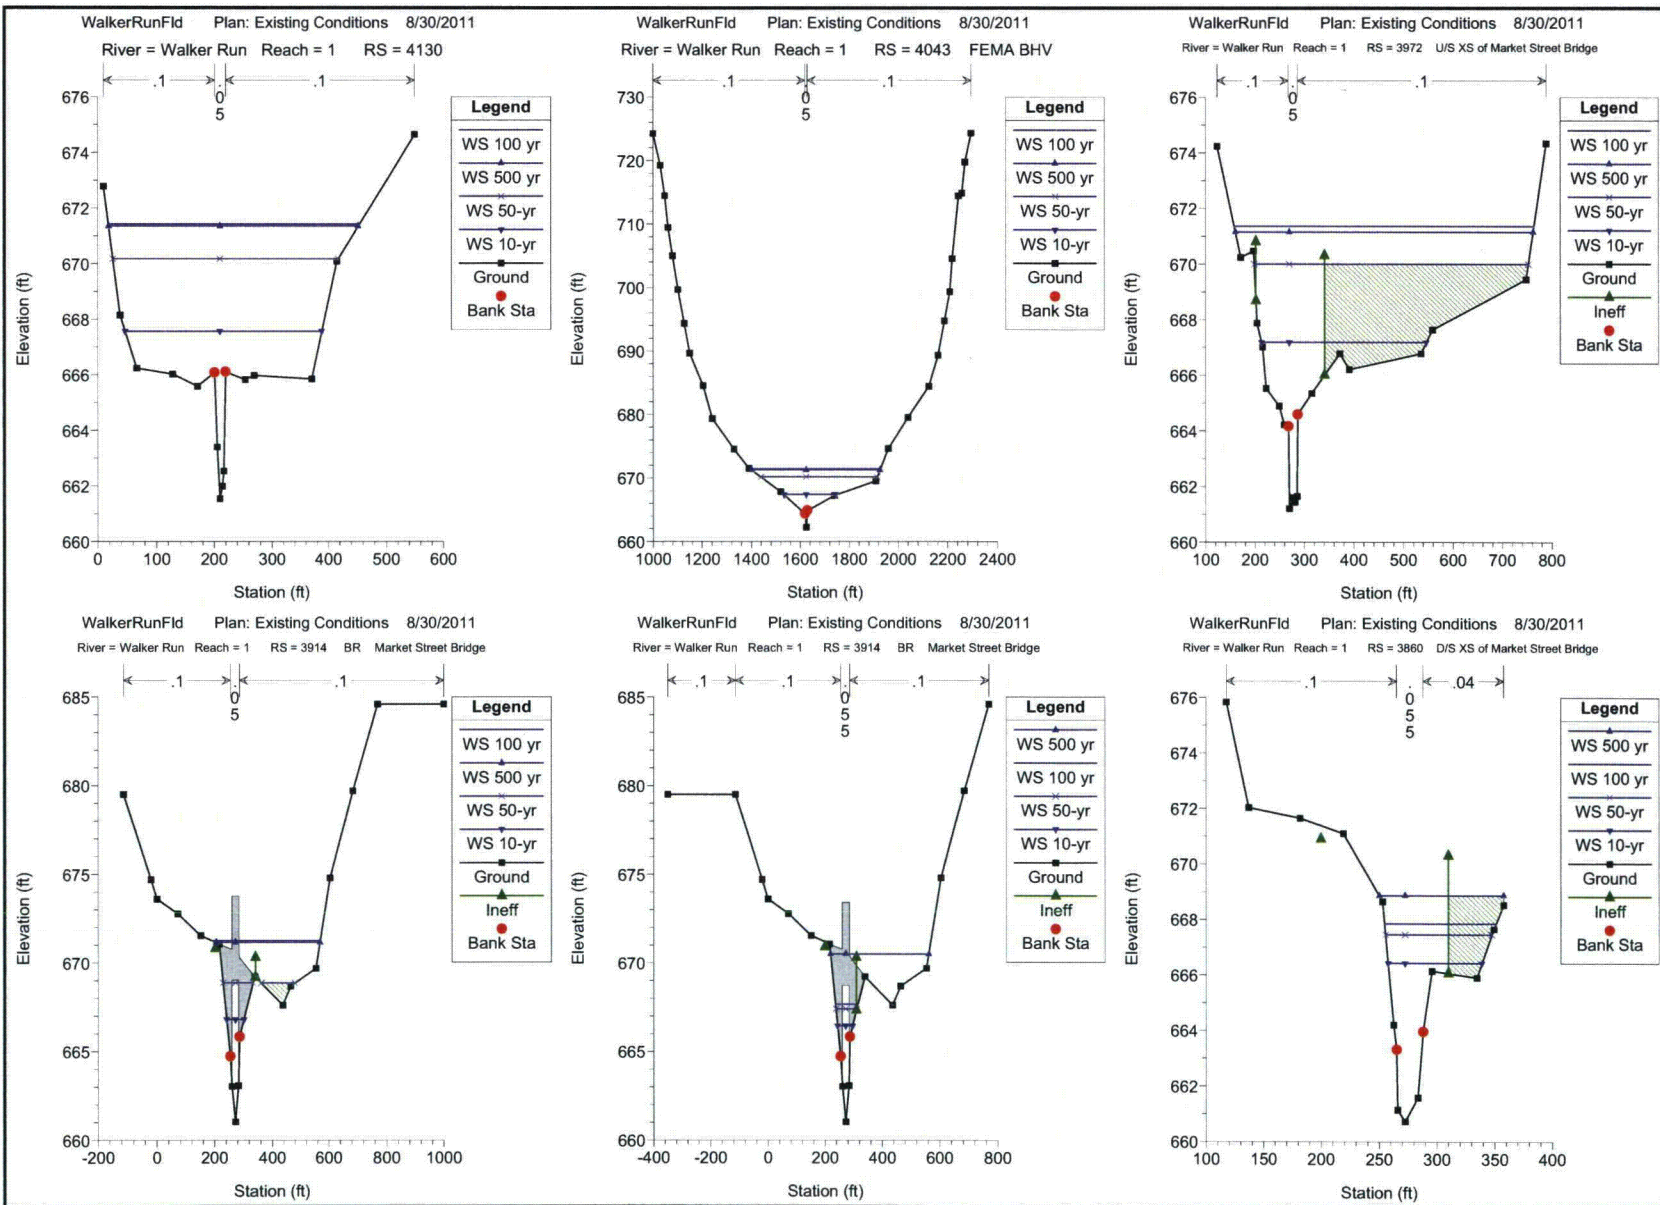 WalkerRunFld Plan: Existing Conditions 8/30/2011
River = Walker Run Reach = 1 RS = 4130
.1
.05
.1
676
674
672
670
668
666
664
662
660
Elevation (ft)
0 100 200 300 400 500 600
Station (ft)
Legend
WS 100 yr
WS 500 yr
WS 50-yr
WS 10-yr
Ground
Bank Sta
WalkerRunFld Plan: Existing Conditions 8/30/2011
River = Walker Run Reach = 1 RS = 4043 FEMA BHV
.1
.05
.1
730
720
710
700
690
680
670
660
Elevation (ft)
1000 1200 1400 1600 1800 2000 2200 2400
Station (ft)
Legend
WS 100 yr
WS 500 yr
WS 50-yr
WS 10-yr
Ground
Bank Sta
WalkerRunFld Plan: Existing Conditions 8/30/2011
River = Walker Run Reach = 1 RS = 3972 U/S XS of Market Street Bridge
.1
.05
.1
676
674
672
670
668
666
664
662
660
Elevation (ft)
100 200 300 400 500 600 700 800
Station (ft)
Legend
WS 100 yr
WS 500 yr
WS 50-yr
WS 10-yr
Ground
Ineff
Bank Sta
WalkerRunFld Plan: Existing Conditions 8/30/2011
River = Walker Run Reach = 1 RS = 3914 BR Market Street Bridge
.1
.05
.1
685
680
675
670
665
660
Elevation (ft)
-200 0 200 400 600 800 1000
Station (ft)
Legend
WS 100 yr
WS 500 yr
WS 50-yr
WS 10-yr
Ground
Ineff
Bank Sta
WalkerRunFld Plan: Existing Conditions 8/30/2011
River = Walker Run Reach = 1 RS = 3914 BR Market Street Bridge
.1
.1
.055
.1
685
680
675
670
665
660
Elevation (ft)
-400 -200 0 200 400 600 800
Station (ft)
Legend
WS 500 yr
WS 100 yr
WS 50-yr
WS 10-yr
Ground
Ineff
Bank Sta
WalkerRunFld Plan: Existing Conditions 8/30/2011
River = Walker Run Reach = 1 RS = 3860 D/S XS of Market Street Bridge
.1
.055
.04
676
674
672
670
668
666
664
662
660
Elevation (ft)
100 150 200 250 300 350 400
Station (ft)
Legend
WS 500 yr
WS 100 yr
WS 50-yr
WS 10-yr
Ground
Ineff
Bank Sta